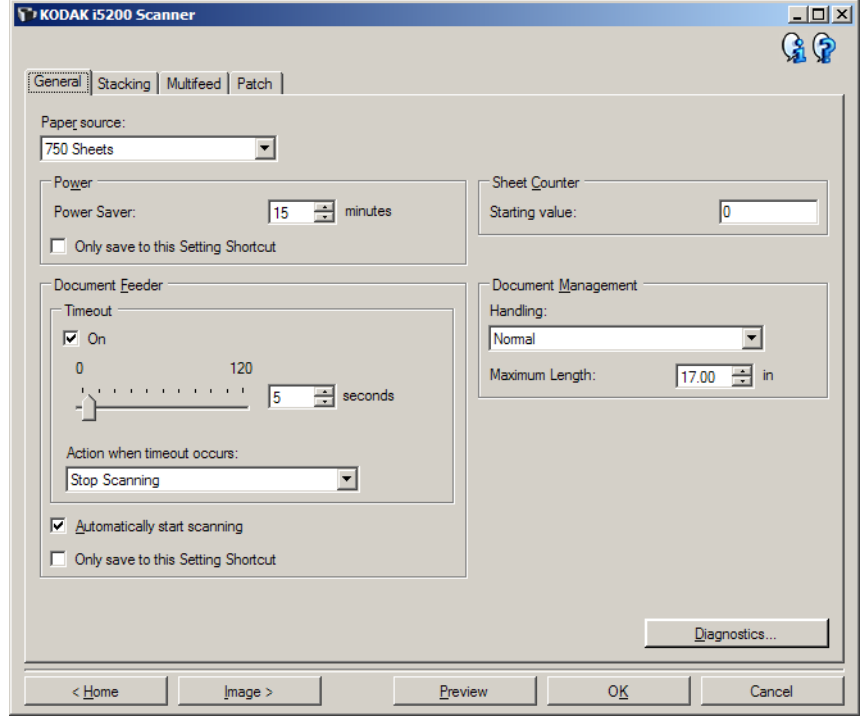 KODAK i5200 Scanner
General Stacking Multifeed Patch
Paper source:
750 Sheets
Power
Power Saver: 15 minutes
Only save to this Setting Shortcut
Sheet Counter
Starting value: 0
Document Feeder
Timeout
On
0 120
5 seconds
Action when timeout occurs:
Stop Scanning
Automatically start scanning
Only save to this Setting Shortcut
Document Management
Handling:
Normal
Maximum Length: 17.00 in
Diagnostics...
< Home Image > Preview OK Cancel